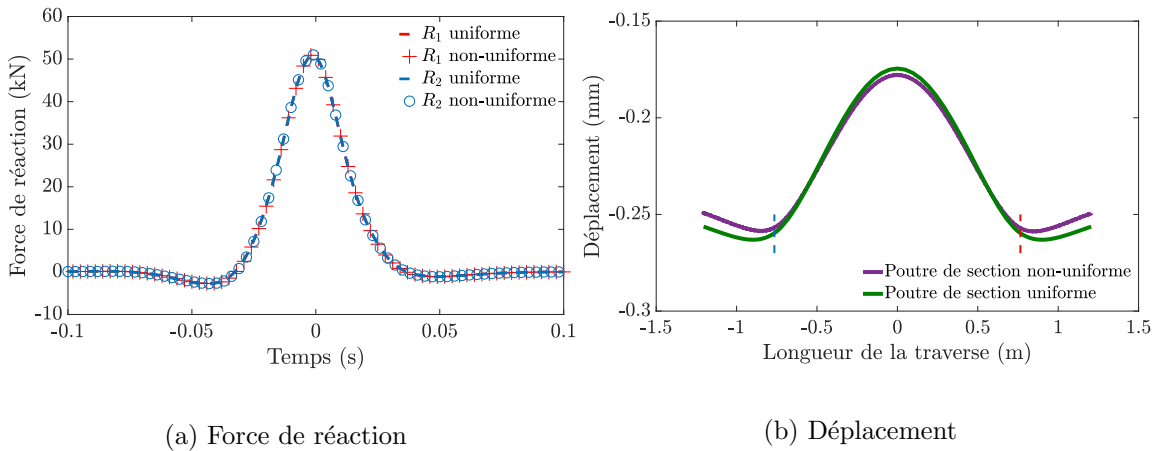 60
50
40
30
20
10
0
-10
-0.1
-0.05
0
0.05
0.1
Force de réaction (kN)
Temps (s)
R1 uniforme
R1 non-uniforme
R2 uniforme
R2 non-uniforme
(a) Force de réaction
-0.15
-0.2
-0.25
-0.3
-1.5
-1
-0.5
0
0.5
1
1.5
Déplacement (mm)
Longueur de la traverse (m)
Poutre de section non-uniforme
Poutre de section uniforme
(b) Déplacement